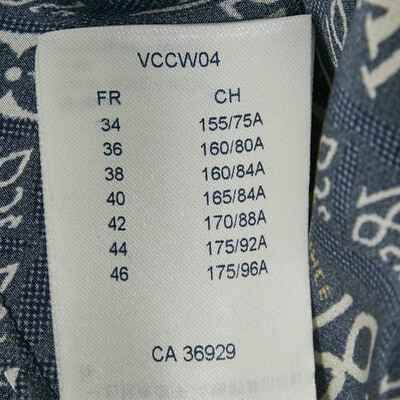 VCCW04
FR CH
34 155/75A
36 160/80A
38 160/84A
40 165/84A
42 170/88A
44 175/92A
46 175/96A
CA 36929